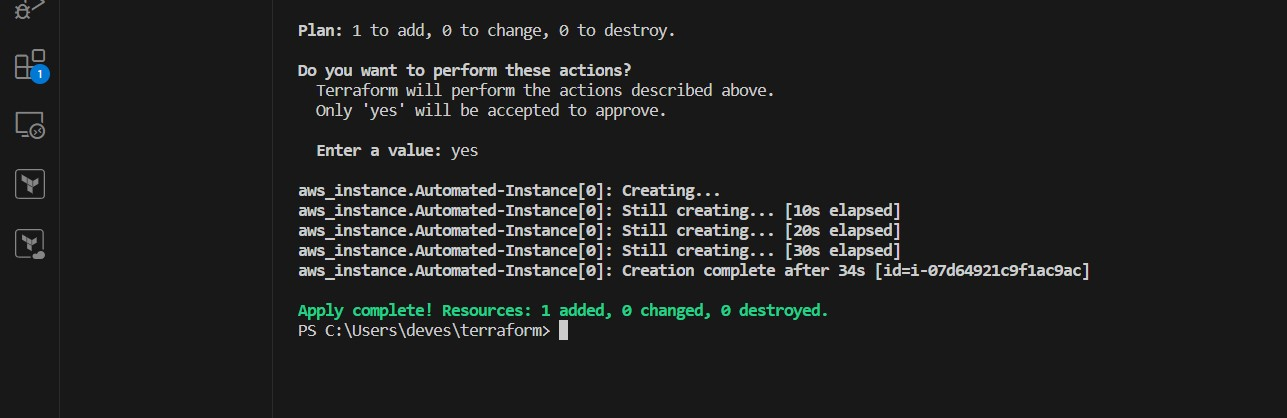 Plan: 1 to add, 0 to change, 0 to destroy.
Do you want to perform these actions?
Terraform will perform the actions described above.
Only 'yes' will be accepted to approve.
Enter a value: yes
aws_instance.Automated-Instance[0]: Creating...
aws_instance.Automated-Instance[0]: Still creating... [10s elapsed]
aws_instance.Automated-Instance[0]: Still creating... [20s elapsed]
aws_instance.Automated-Instance[0]: Still creating... [30s elapsed]
aws_instance.Automated-Instance[0]: Creation complete after 34s [id=i-07d64921c9f1ac9ac]
Apply complete! Resources: 1 added, 0 changed, 0 destroyed.
PS C:\Users\deves\terraform>
1